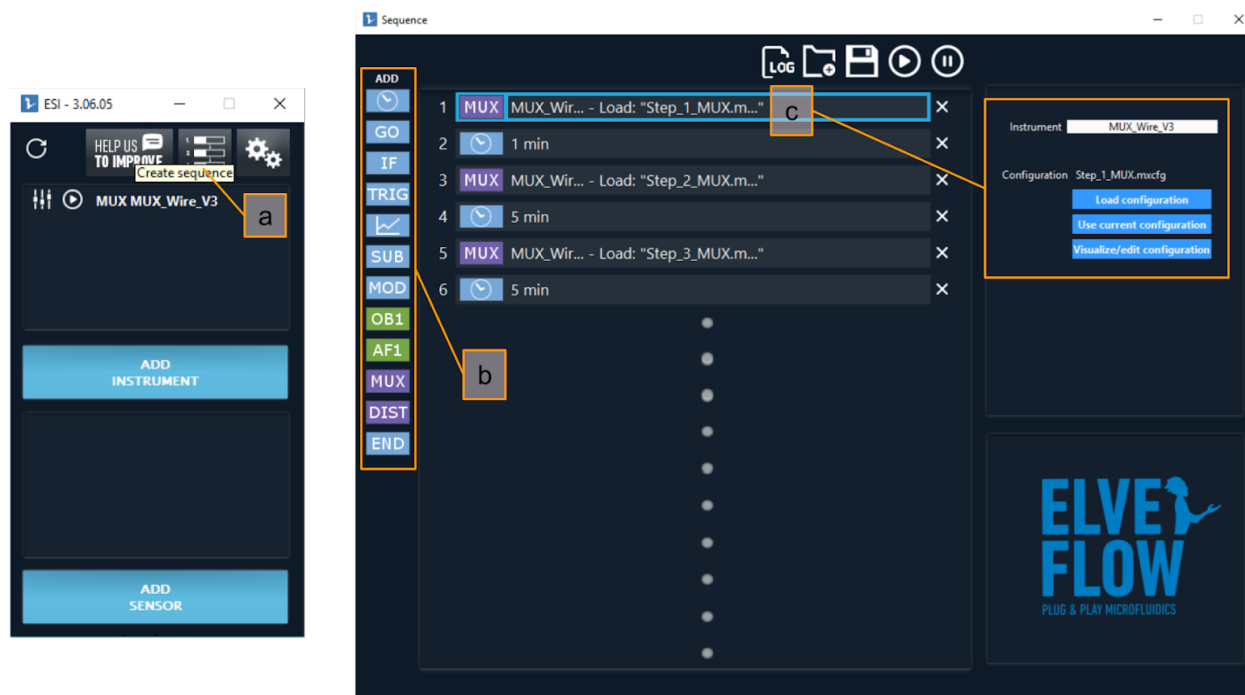 ESI - 3.06.05
HELP US
TO IMPROVE
Create sequence
a
MUX MUX_Wire_V3
ADD
INSTRUMENT
ADD
SENSOR
Sequence
LOG
ADD
GO
IF
TRIG
SUB
MOD
OB1
AF1
MUX
DIST
END
b
1 MUX MUX_Wir... - Load: "Step_1_MUX.m..."
2 1 min
3 MUX MUX_Wir... - Load: "Step_2_MUX.m..."
4 5 min
5 MUX MUX_Wir... - Load: "Step_3_MUX.m..."
6 5 min
c
Instrument MUX_Wire_V3
Configuration Step_1_MUX.mxcfg
Load configuration
Use current configuration
Visualize/edit configuration
ELVE
FLOW
PLUG & PLAY MICROFLUIDICS